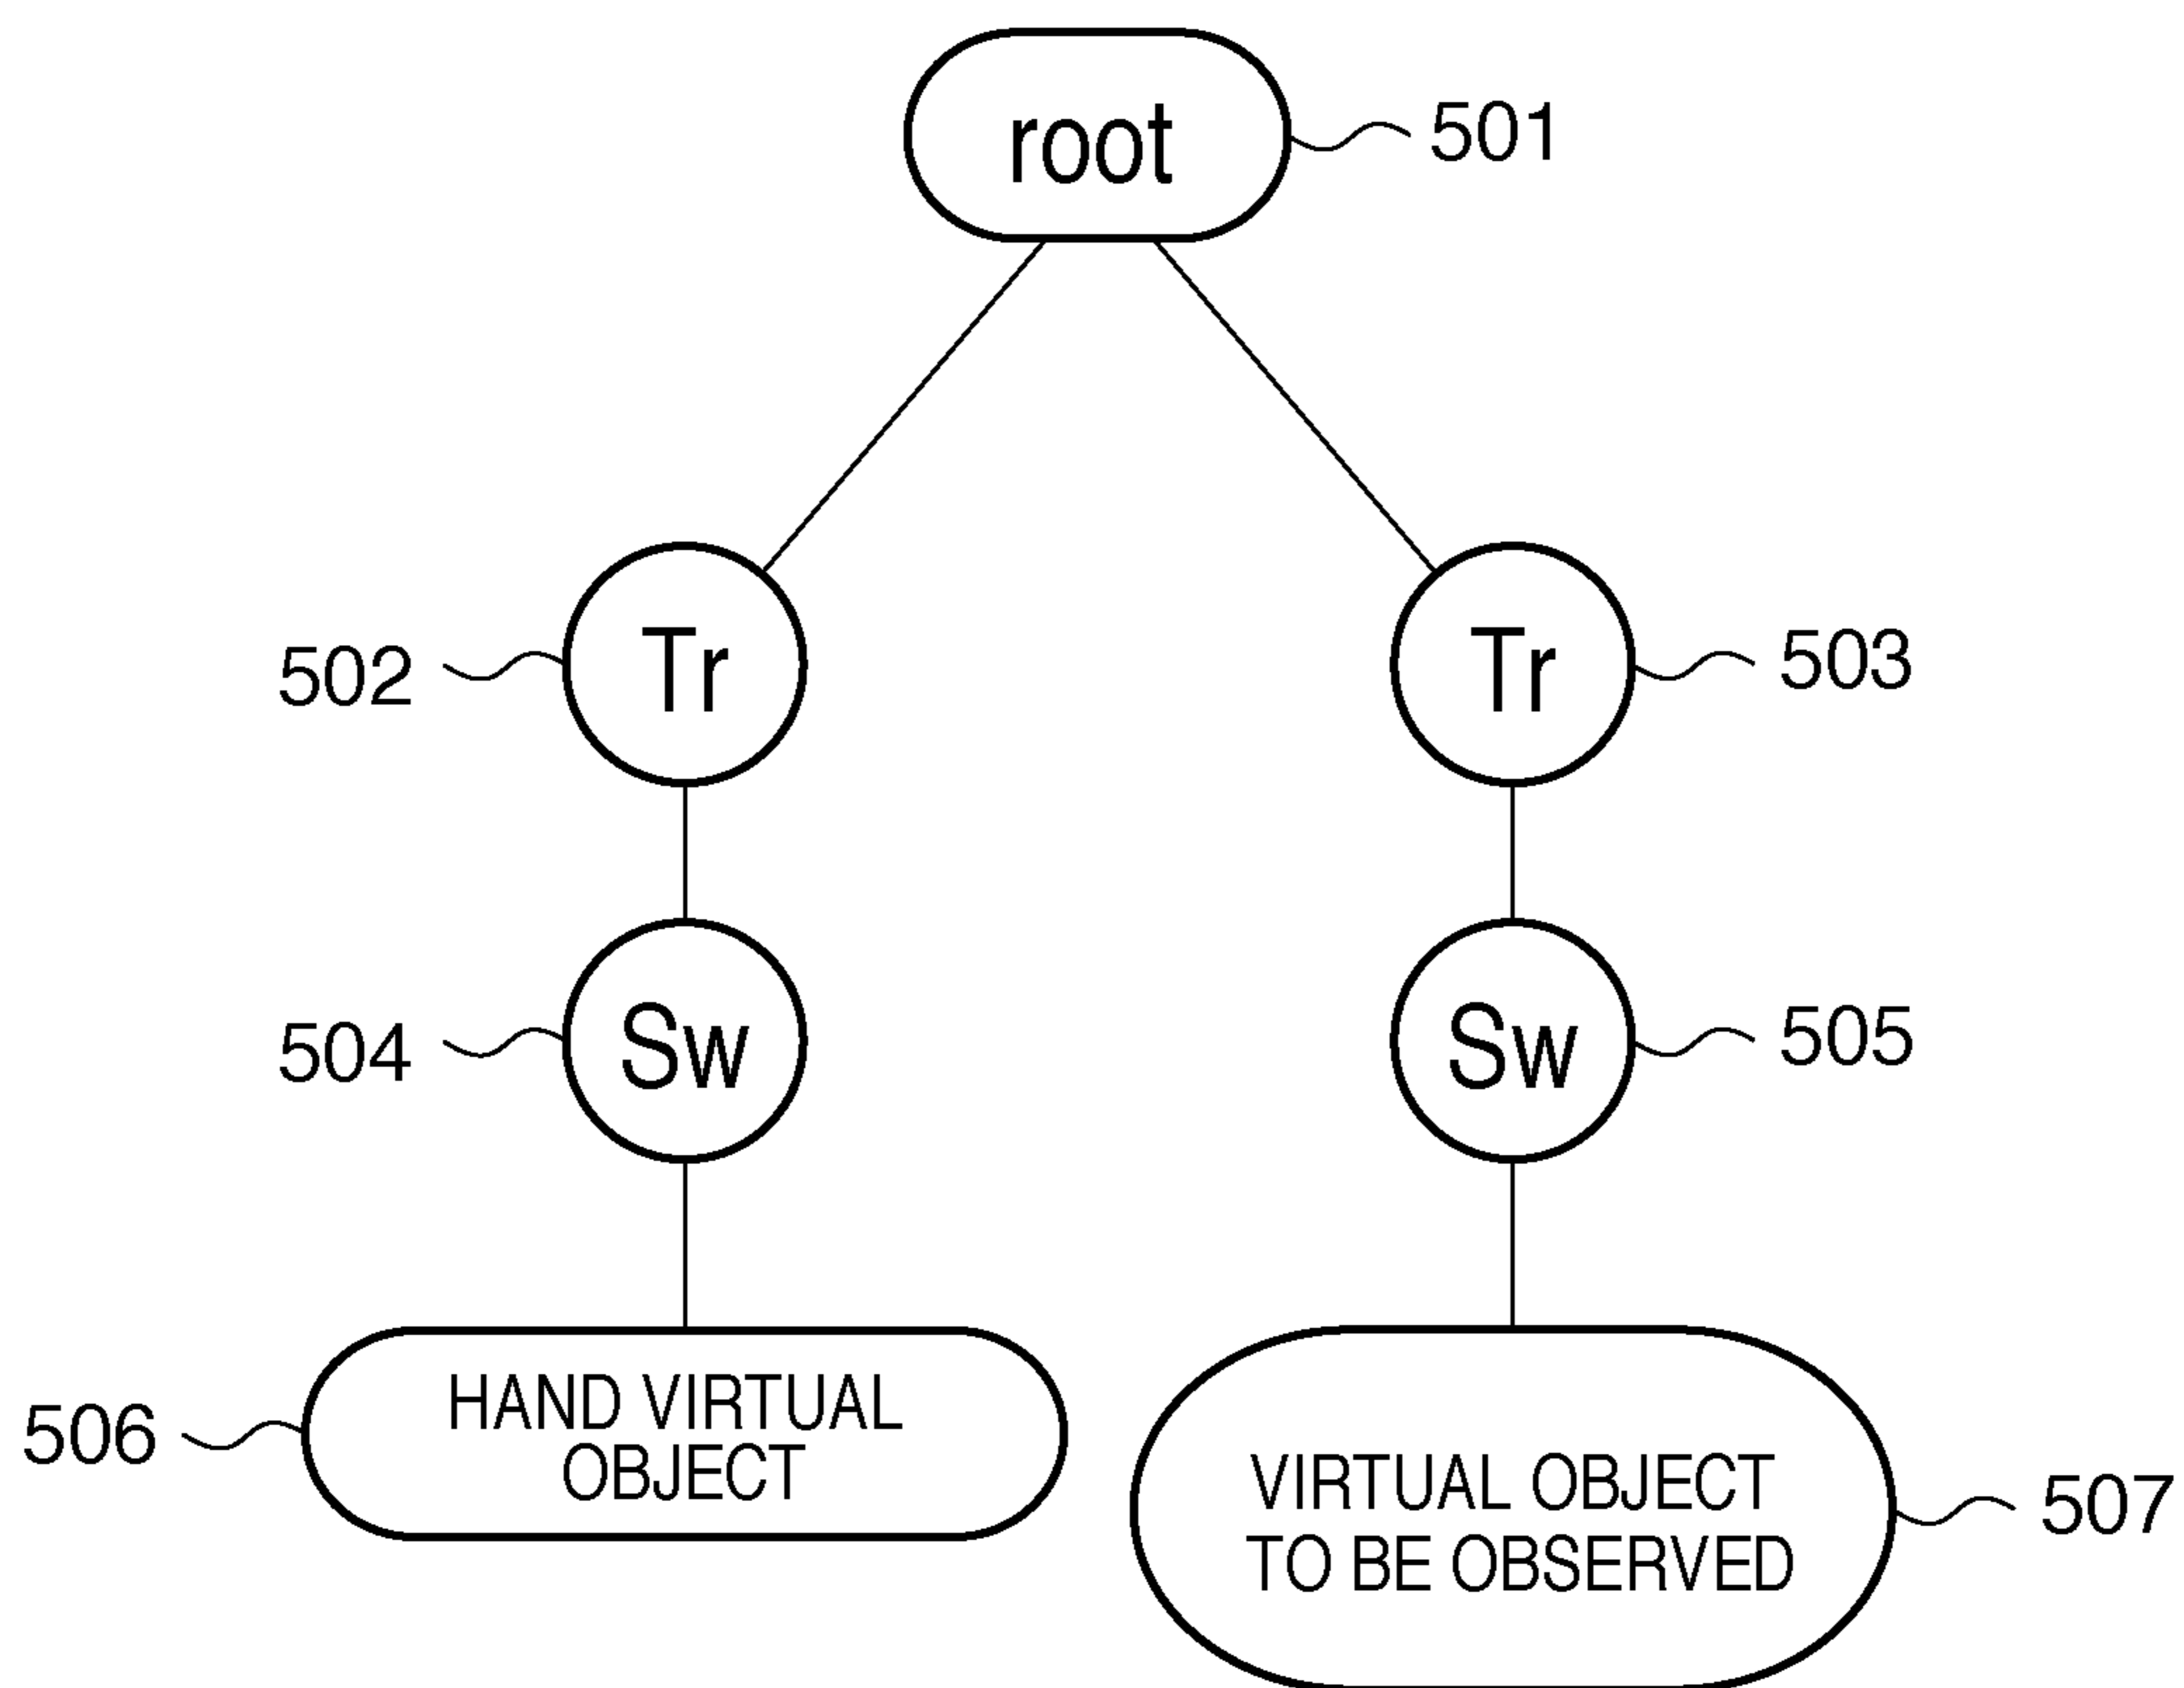 root
501
502
Tr
Tr
503
504
Sw
Sw
505
506
HAND VIRTUAL
OBJECT
VIRTUAL OBJECT
TO BE OBSERVED
507